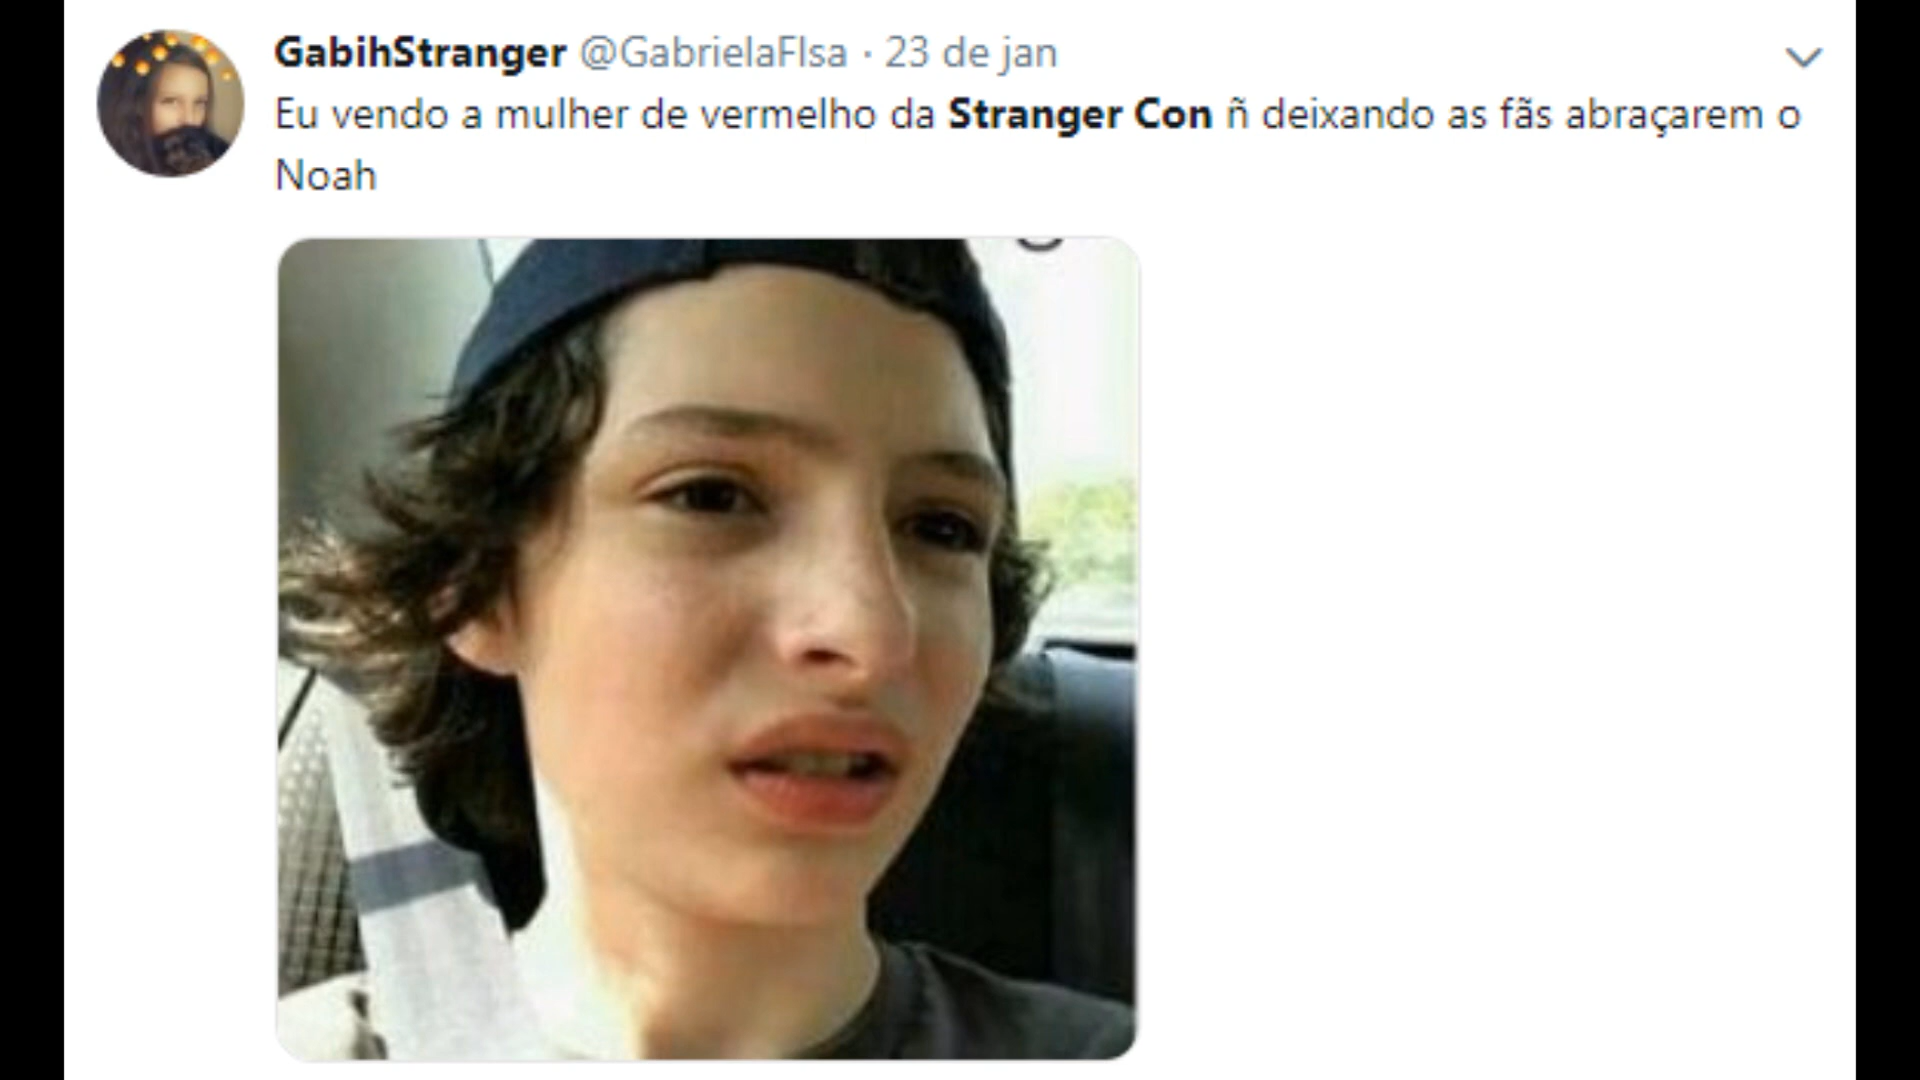 GabihStranger @GabrielaFlsa · 23 de jan
Eu vendo a mulher de vermelho da Stranger Con ñ deixando as fãs abraçarem o
Noah